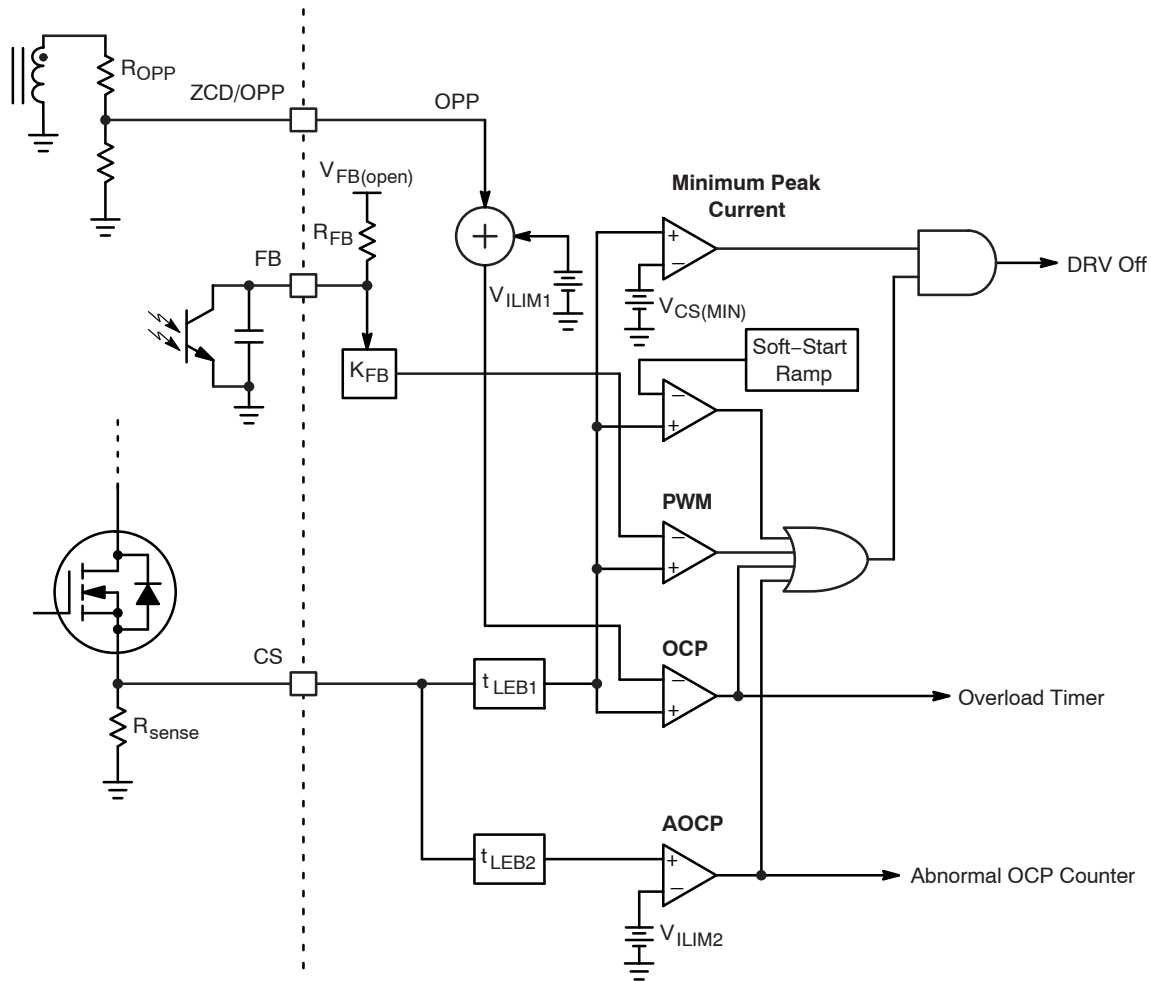 R_OPP
ZCD/OPP
OPP
V_FB(open)
R_FB
FB
K_FB
+
V_ILIM1
Minimum Peak
Current
+
–
V_CS(MIN)
DRV Off
Soft–Start
Ramp
–
+
PWM
–
+
CS
t_LEB1
OCP
–
+
Overload Timer
R_sense
t_LEB2
AOCP
+
–
Abnormal OCP Counter
V_ILIM2